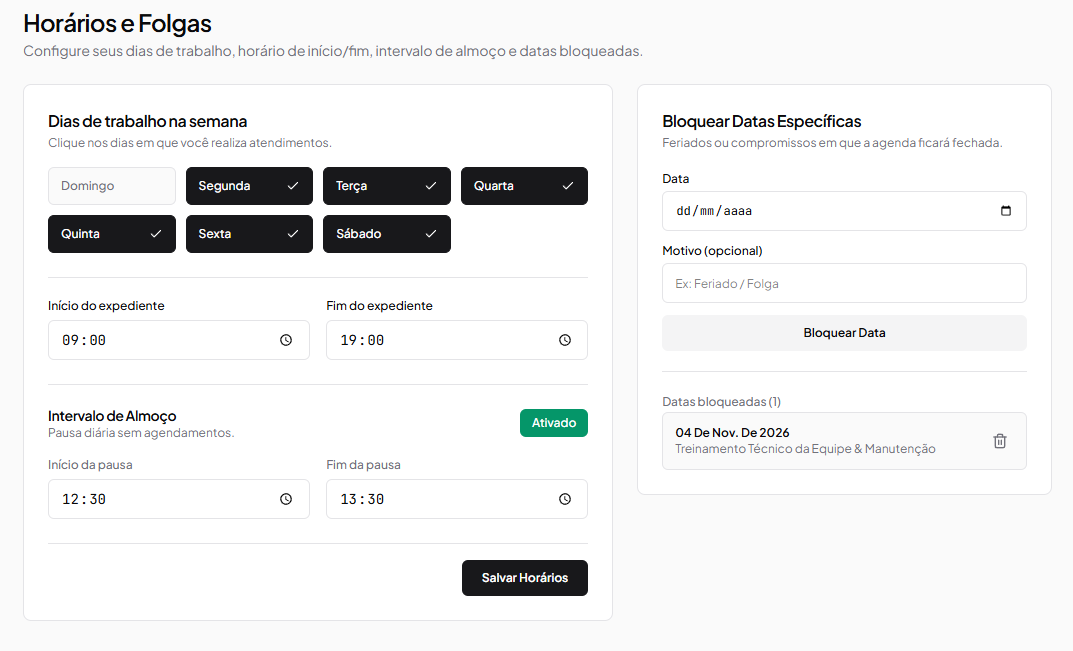 Horários e Folgas
Configure seus dias de trabalho, horário de início/fim, intervalo de almoço e datas bloqueadas.
Dias de trabalho na semana
Clique nos dias em que você realiza atendimentos.
Domingo
Segunda
Terça
Quarta
Quinta
Sexta
Sábado
Início do expediente
Fim do expediente
09:00
19:00
Intervalo de Almoço
Pausa diária sem agendamentos.
Ativado
Início da pausa
Fim da pausa
12:30
13:30
Salvar Horários
Bloquear Datas Específicas
Feriados ou compromissos em que a agenda ficará fechada.
Data
dd/mm/aaaa
Motivo (opcional)
Ex: Feriado / Folga
Bloquear Data
Datas bloqueadas (1)
04 De Nov. De 2026
Treinamento Técnico da Equipe & Manutenção